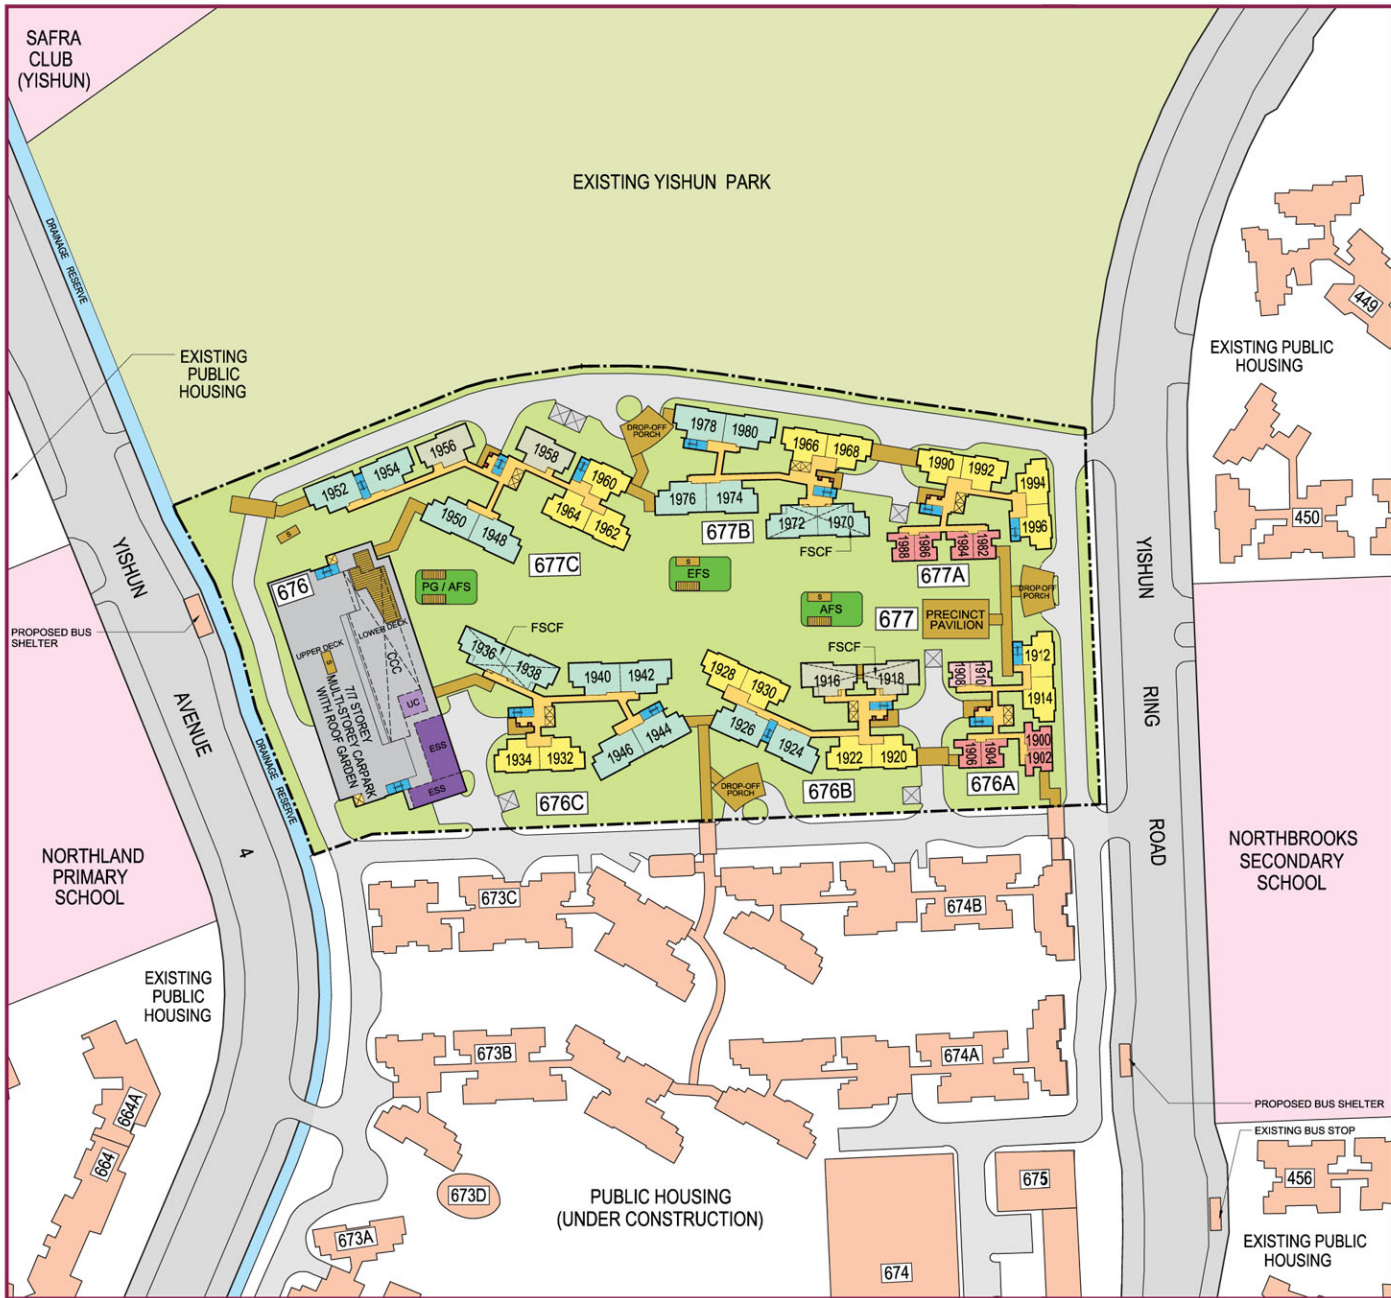 SAFRA
CLUB
(YISHUN)
EXISTING YISHUN PARK
DRAINAGE RESERVE
EXISTING
PUBLIC
HOUSING
449
EXISTING PUBLIC
HOUSING
450
DROP-OFF
PORCH
1978
1980
1956
1954
1952
1958
1960
1966
1968
1990
1992
1994
1996
1950
1948
1964
1962
1976
1974
1972
1970
1988
1986
1984
1982
677B
FSCF
677C
677A
676
PG / AFS
S
S
EFS
S
AFS
677
PRECINCT
PAVILION
DROP-OFF
PORCH
YISHUN
AVENUE
4
YISHUN
RING
ROAD
PROPOSED BUS
SHELTER
UPPER DECK
LOWER DECK
S
CCC
7/7 STOREY
MULTI-STOREY CARPARK
WITH ROOF GARDEN
UC
ESS
ESS
DRAINAGE RESERVE
FSCF
1936
1938
1940
1942
1928
1930
FSCF
1916
1918
1908
1910
1912
1914
1946
1944
1926
1924
1934
1932
1922
1920
1906
1904
1900
1902
676C
DROP-OFF
PORCH
676B
676A
NORTHLAND
PRIMARY
SCHOOL
NORTHBROOKS
SECONDARY
SCHOOL
673C
674B
EXISTING
PUBLIC
HOUSING
673B
674A
664A
664
PROPOSED BUS SHELTER
EXISTING BUS STOP
673D
PUBLIC HOUSING
(UNDER CONSTRUCTION)
675
456
673A
674
EXISTING PUBLIC
HOUSING